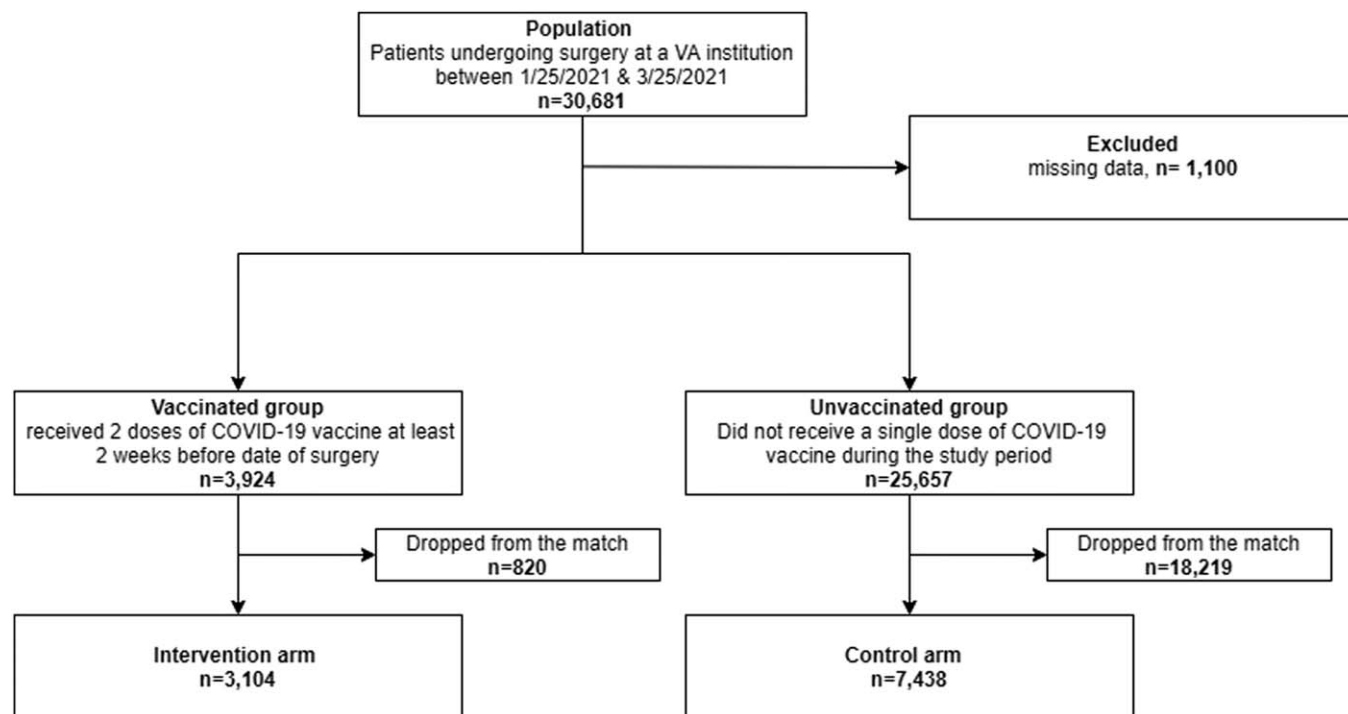 Population
Patients undergoing surgery at a VA institution
between 1/25/2021 & 3/25/2021
n=30,681
Excluded
missing data, n= 1,100
Vaccinated group
received 2 doses of COVID-19 vaccine at least
2 weeks before date of surgery
n=3,924
Unvaccinated group
Did not receive a single dose of COVID-19
vaccine during the study period
n=25,657
Dropped from the match
n=820
Dropped from the match
n=18,219
Intervention arm
n=3,104
Control arm
n=7,438